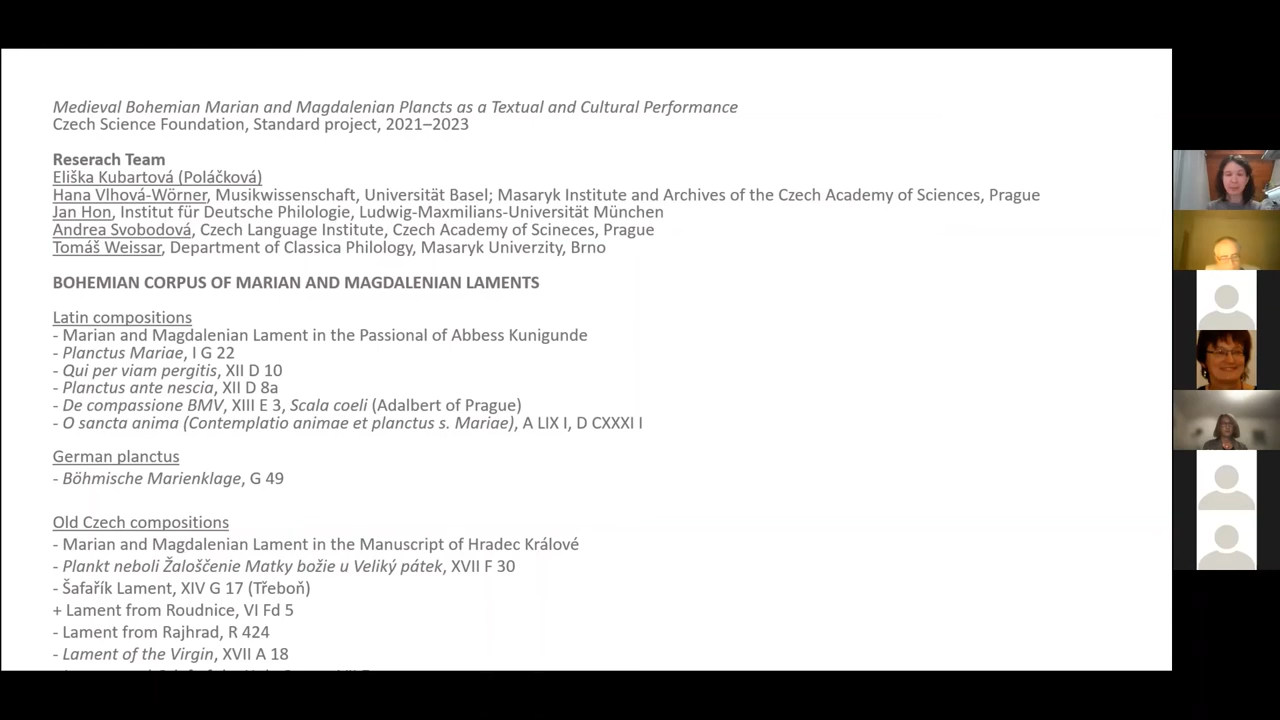 Medieval Bohemian Marian and Magdalenian Plancts as a Textual and Cultural Performance
Czech Science Foundation, Standard project, 2021–2023
Reserach Team
Eliška Kubartová (Poláčková)
Hana Vlhová-Wörner, Musikwissenschaft, Universität Basel; Masaryk Institute and Archives of the Czech Academy of Sciences, Prague
Jan Hon, Institut für Deutsche Philologie, Ludwig-Maxmilians-Universität München
Andrea Svobodová, Czech Language Institute, Czech Academy of Scineces, Prague
Tomáš Weissar, Department of Classica Philology, Masaryk Univerzity, Brno
BOHEMIAN CORPUS OF MARIAN AND MAGDALENIAN LAMENTS
Latin compositions
- Marian and Magdalenian Lament in the Passional of Abbess Kunigunde
- Planctus Mariae, I G 22
- Qui per viam pergitis, XII D 10
- Planctus ante nescia, XII D 8a
- De compassione BMV, XIII E 3, Scala coeli (Adalbert of Prague)
- O sancta anima (Contemplatio animae et planctus s. Mariae), A LIX I, D CXXXI I
German planctus
- Böhmische Marienklage, G 49
Old Czech compositions
- Marian and Magdalenian Lament in the Manuscript of Hradec Králové
- Plankt neboli Žaloščenie Matky božie u Veliký pátek, XVII F 30
- Šafařík Lament, XIV G 17 (Třeboň)
+ Lament from Roudnice, VI Fd 5
- Lament from Rajhrad, R 424
- Lament of the Virgin, XVII A 18